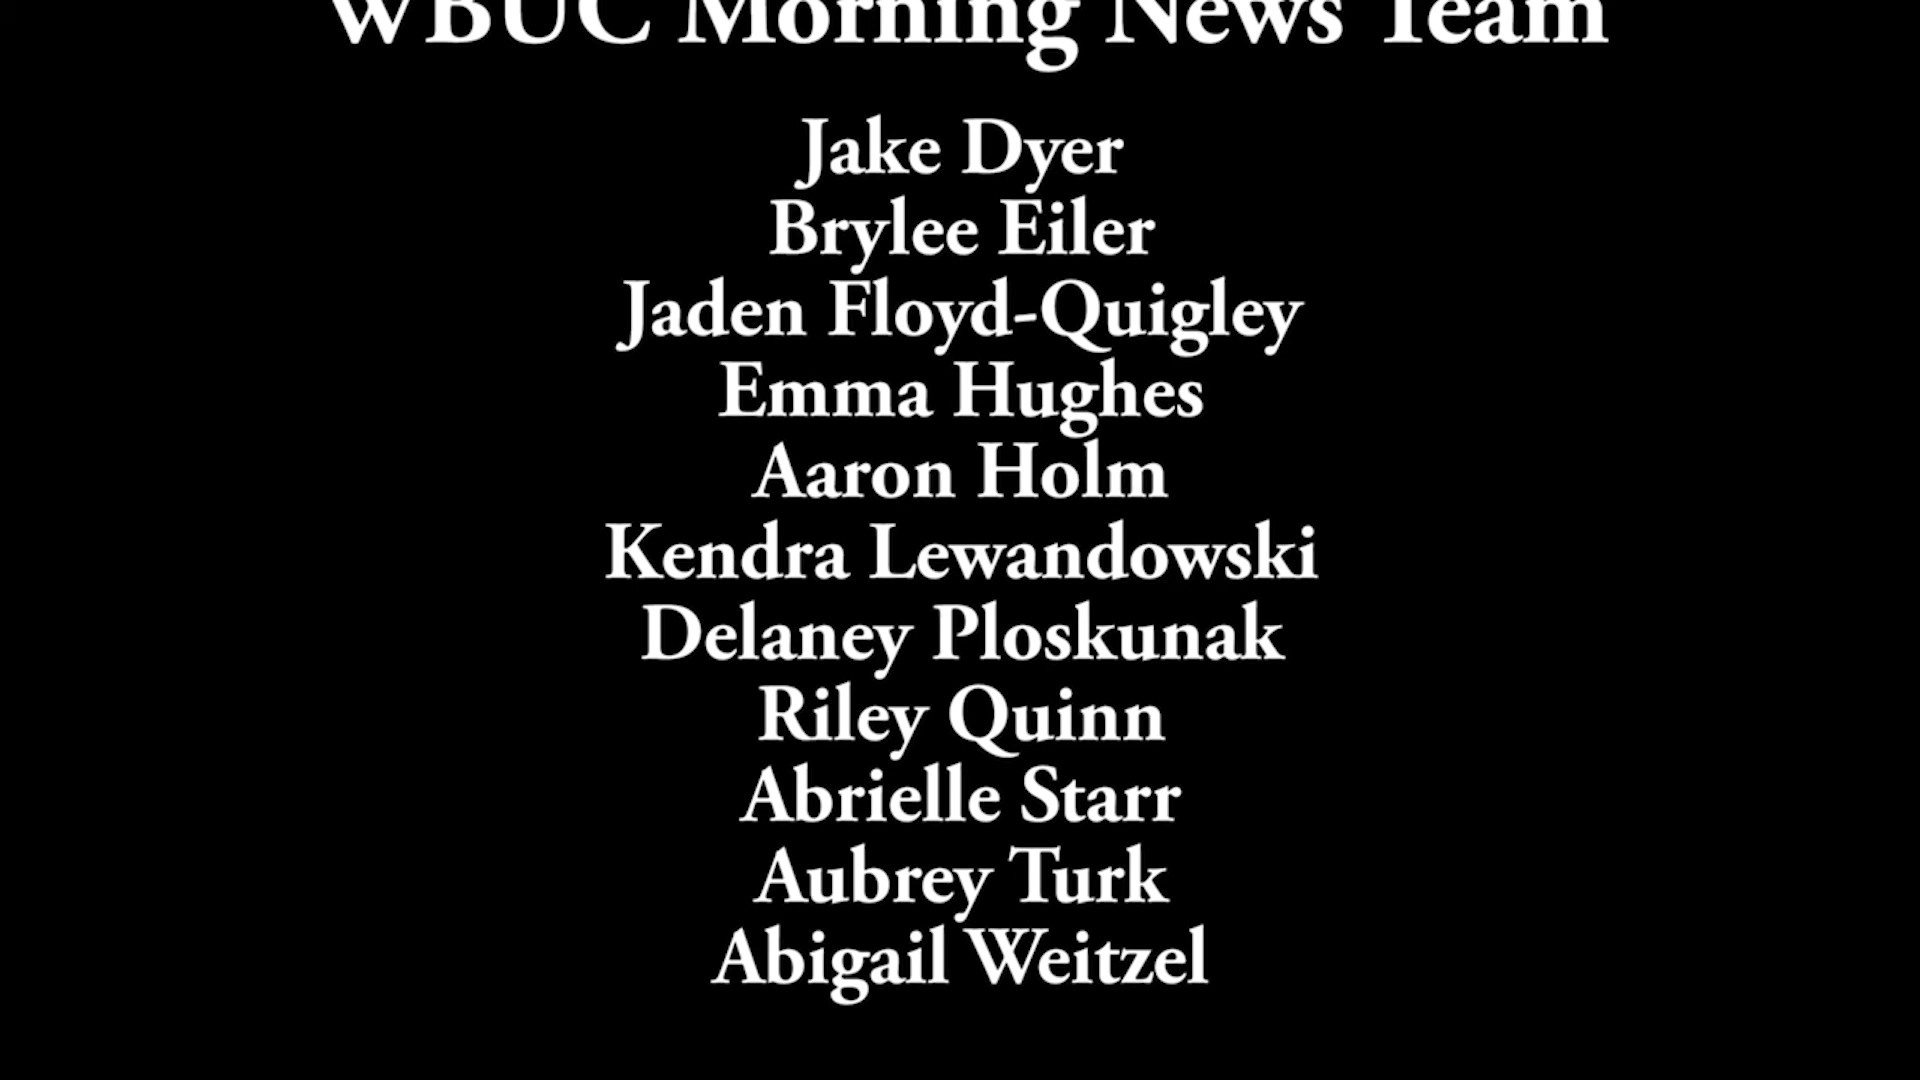 WBUC Morning News Team
Jake Dyer
Brylee Eiler
Jaden Floyd-Quigley
Emma Hughes
Aaron Holm
Kendra Lewandowski
Delaney Ploskunak
Riley Quinn
Abrielle Starr
Aubrey Turk
Abigail Weitzel